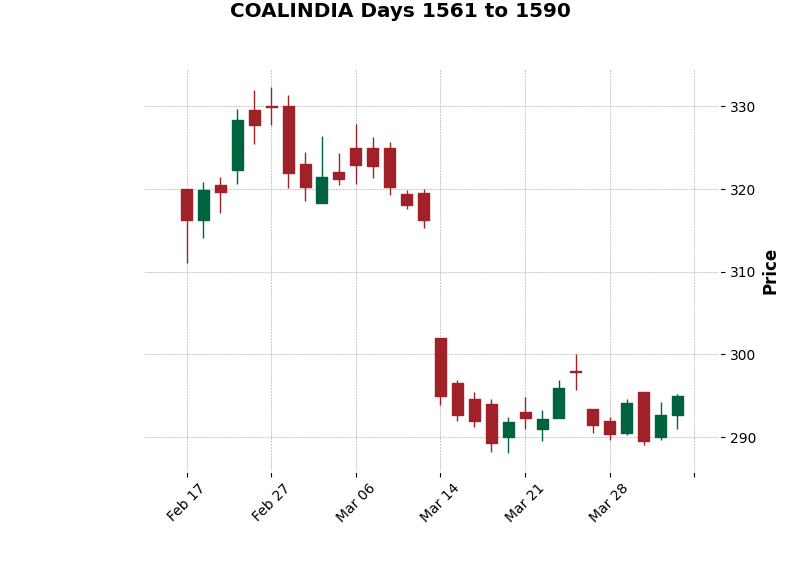 COALINDIA Days 1561 to 1590
330
320
310
300
290
Price
Feb 17
Feb 27
Mar 06
Mar 14
Mar 21
Mar 28